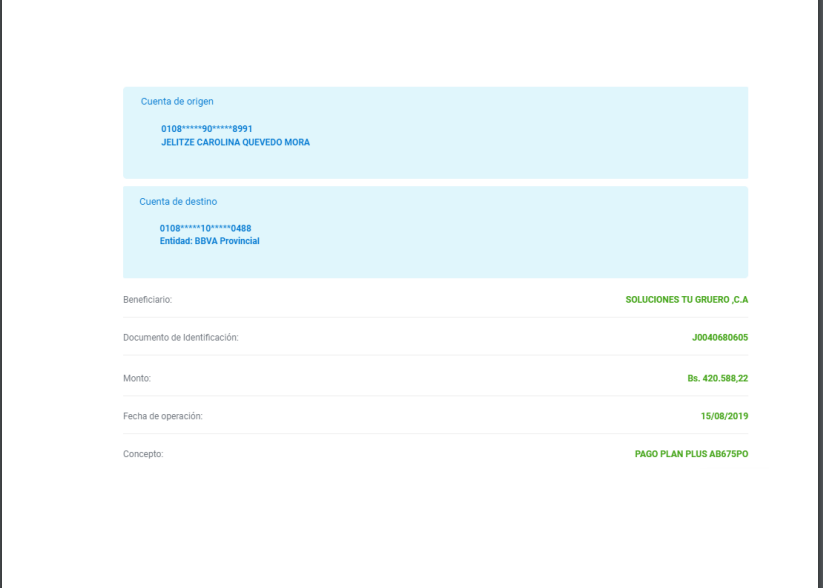 Cuenta de origen
0108*****90*****8991
JELITZE CAROLINA QUEVEDO MORA
Cuenta de destino
0108*****10*****0488
Entidad: BBVA Provincial
Beneficiario: SOLUCIONES TU GRUERO ,C.A
Documento de Identificación: J0040680605
Monto: Bs. 420.588,22
Fecha de operación: 15/08/2019
Concepto: PAGO PLAN PLUS AB675PO